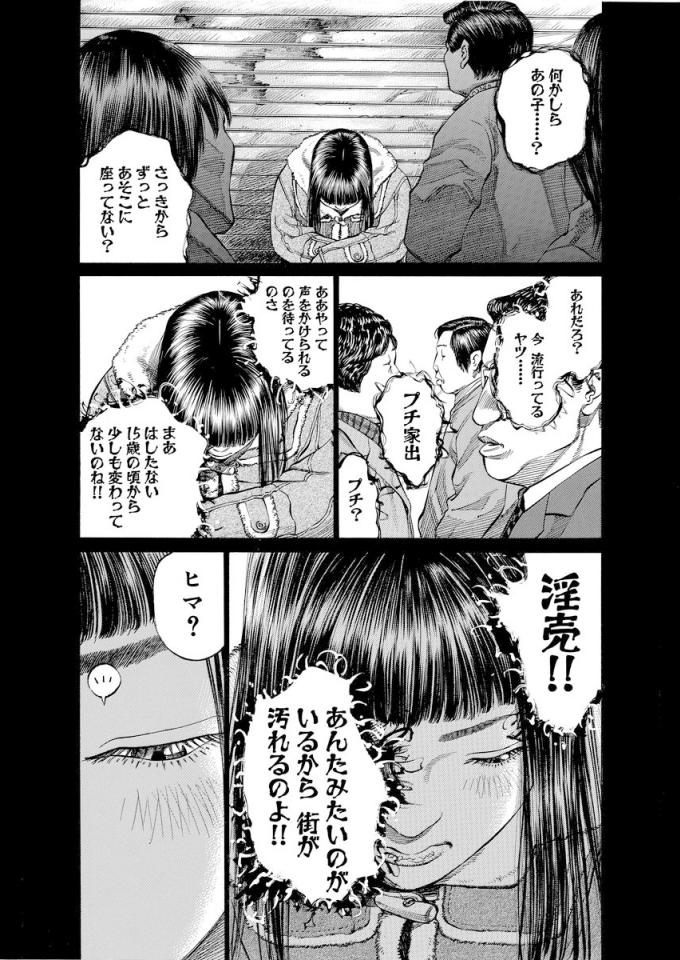 何かしら
あの子……？
さっきから
ずっと
あそこに
座ってない？
あれだろ？
今 流行ってる
ヤツ……
プチ家出
プチ？
ああやって
声をかけられる
のを待ってる
のさ
まあ
はしたない
15歳の頃から
少しも変わって
ないのね!!
淫売!!
あんたみたいのが
いるから 街が
汚れるのよ!!
ヒマ？